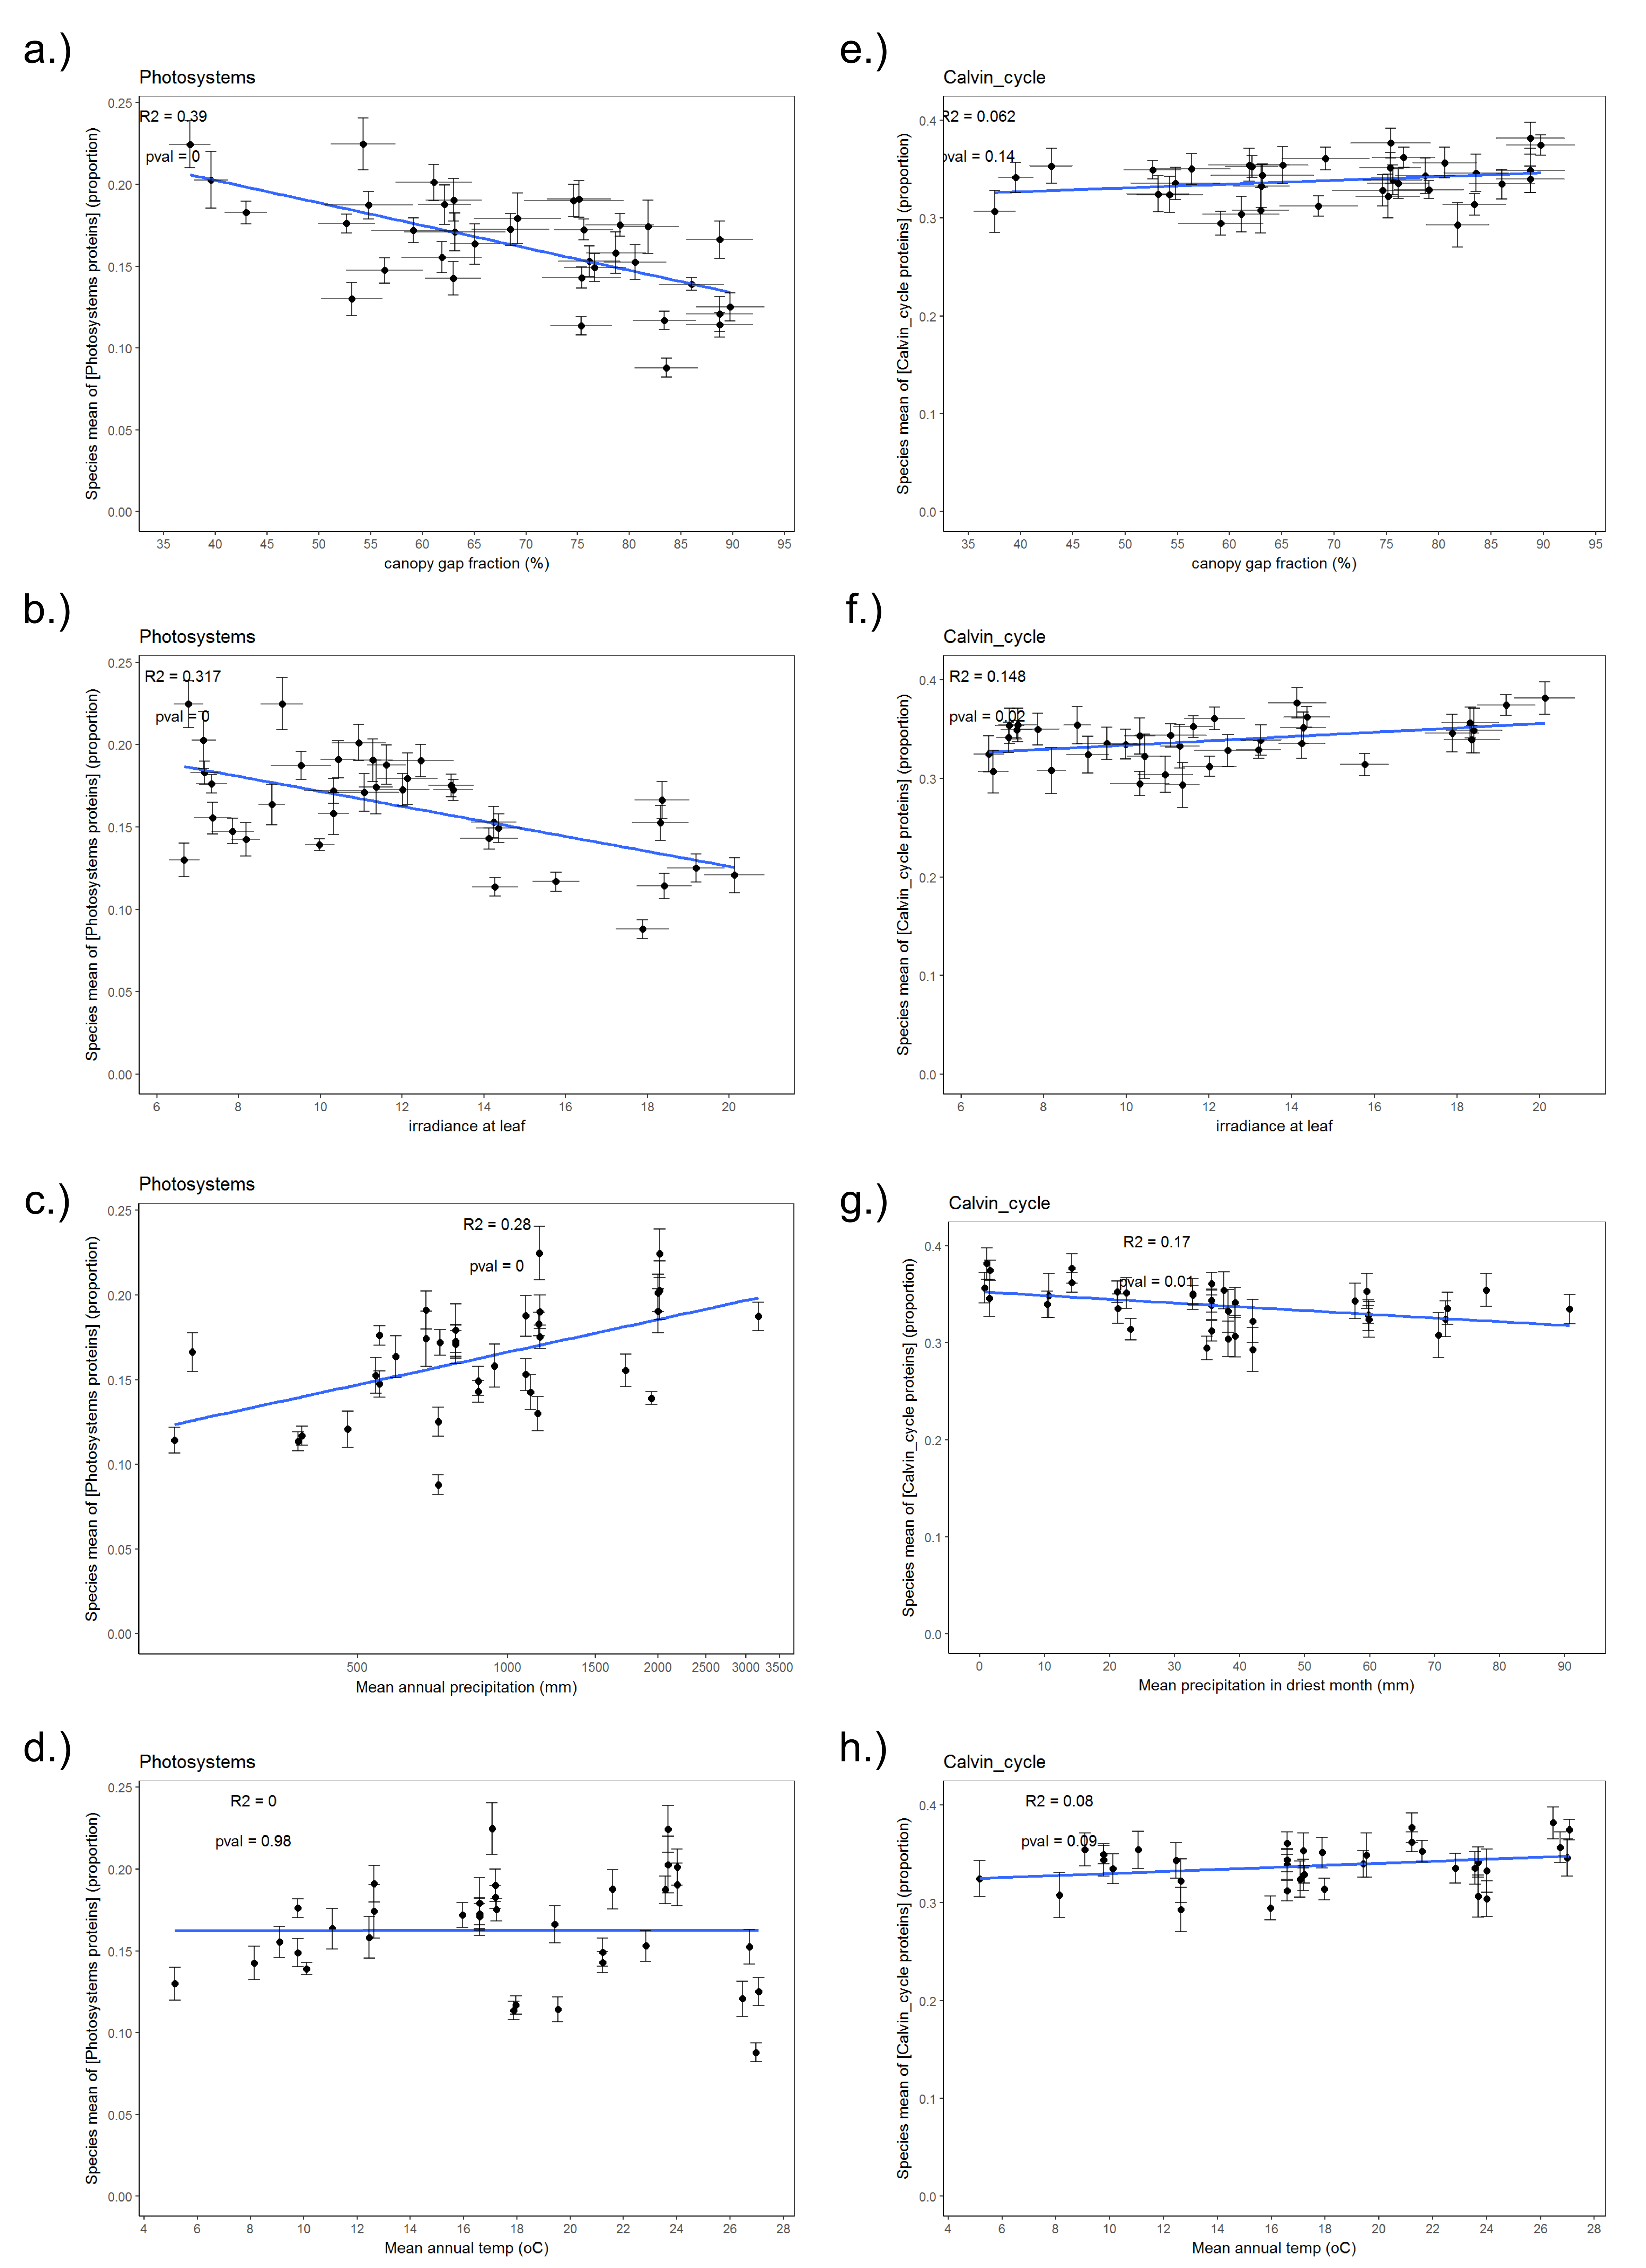 a.)
Photosystems
R2 = 0.39
pval = 0
Species mean of [Photosystems proteins] (proportion)
0.25
0.20
0.15
0.10
0.05
0.00
35 40 45 50 55 60 65 70 75 80 85 90 95
canopy gap fraction (%)
e.)
Calvin_cycle
R2 = 0.062
pval = 0.14
Species mean of [Calvin_cycle proteins] (proportion)
0.4
0.3
0.2
0.1
0.0
35 40 45 50 55 60 65 70 75 80 85 90 95
canopy gap fraction (%)
b.)
Photosystems
R2 = 0.317
pval = 0
Species mean of [Photosystems proteins] (proportion)
0.25
0.20
0.15
0.10
0.05
0.00
6 8 10 12 14 16 18 20
irradiance at leaf
f.)
Calvin_cycle
R2 = 0.148
pval = 0.02
Species mean of [Calvin_cycle proteins] (proportion)
0.4
0.3
0.2
0.1
0.0
6 8 10 12 14 16 18 20
irradiance at leaf
c.)
Photosystems
R2 = 0.28
pval = 0
Species mean of [Photosystems proteins] (proportion)
0.25
0.20
0.15
0.10
0.05
0.00
500 1000 1500 2000 2500 3000 3500
Mean annual precipitation (mm)
g.)
Calvin_cycle
R2 = 0.17
pval = 0.01
Species mean of [Calvin_cycle proteins] (proportion)
0.4
0.3
0.2
0.1
0.0
0 10 20 30 40 50 60 70 80 90
Mean precipitation in driest month (mm)
d.)
Photosystems
R2 = 0
pval = 0.98
Species mean of [Photosystems proteins] (proportion)
0.25
0.20
0.15
0.10
0.05
0.00
4 6 8 10 12 14 16 18 20 22 24 26 28
Mean annual temp (oC)
h.)
Calvin_cycle
R2 = 0.08
pval = 0.09
Species mean of [Calvin_cycle proteins] (proportion)
0.4
0.3
0.2
0.1
0.0
4 6 8 10 12 14 16 18 20 22 24 26 28
Mean annual temp (oC)